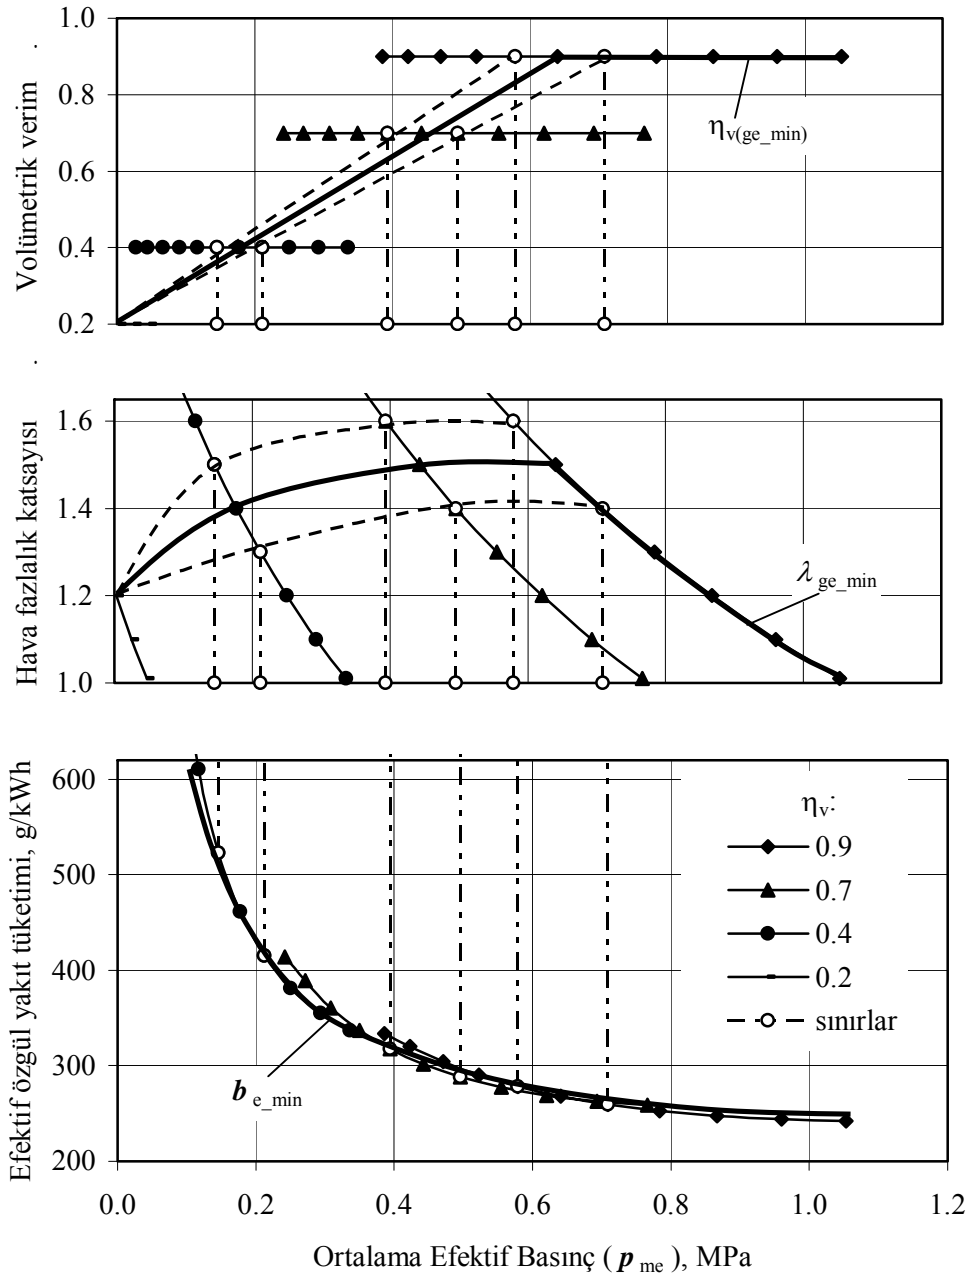 Volümetrik verim
1.0
0.8
0.6
0.4
0.2
ηv(ge_min)
Hava fazlalık katsayısı
1.6
1.4
1.2
1.0
λge_min
Efektif özgül yakıt tüketimi, g/kWh
600
500
400
300
200
be_min
ηv:
0.9
0.7
0.4
0.2
sınırlar
0.0 0.2 0.4 0.6 0.8 1.0 1.2
Ortalama Efektif Basınç ( pme ), MPa